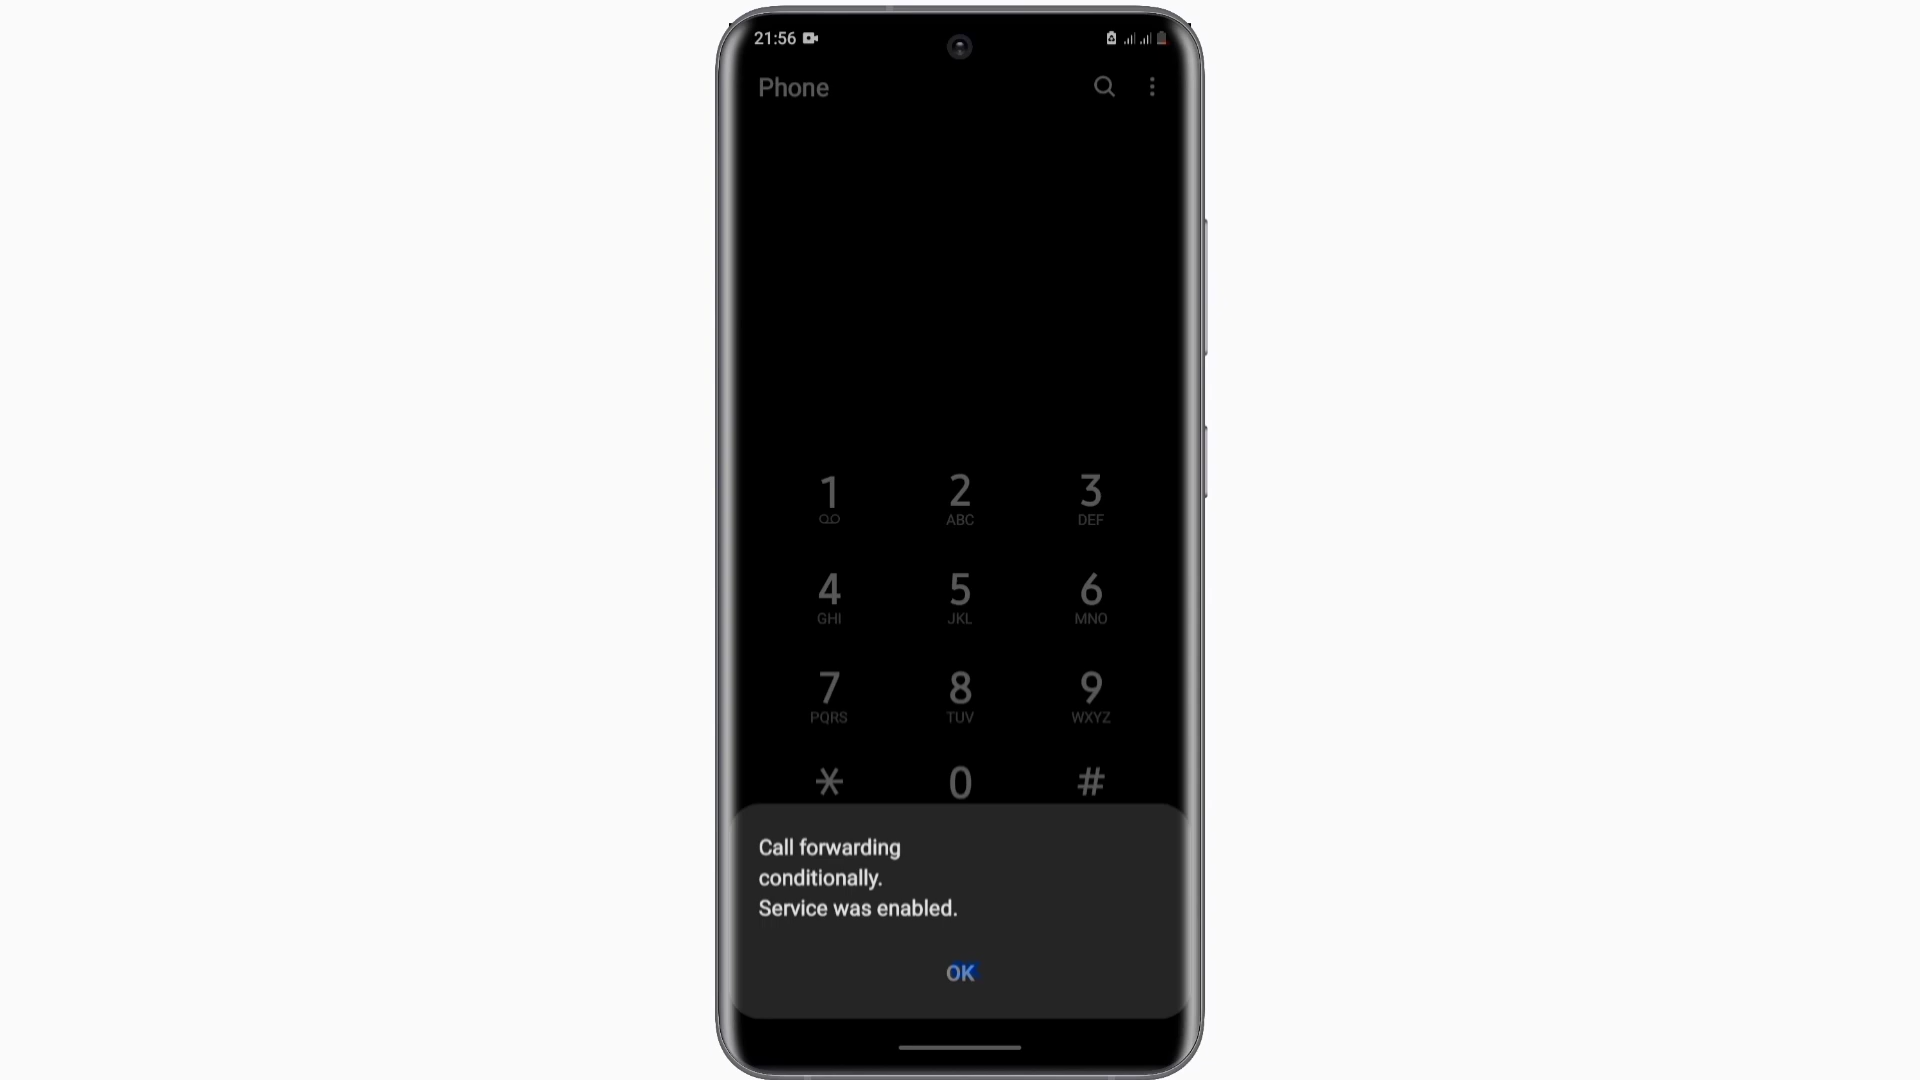 21:56
Phone
1 2 3
ABC DEF
4 5 6
GHI JKL MNO
7 8 9
PQRS TUV WXYZ
* 0 #
Call forwarding
conditionally.
Service was enabled.
OK